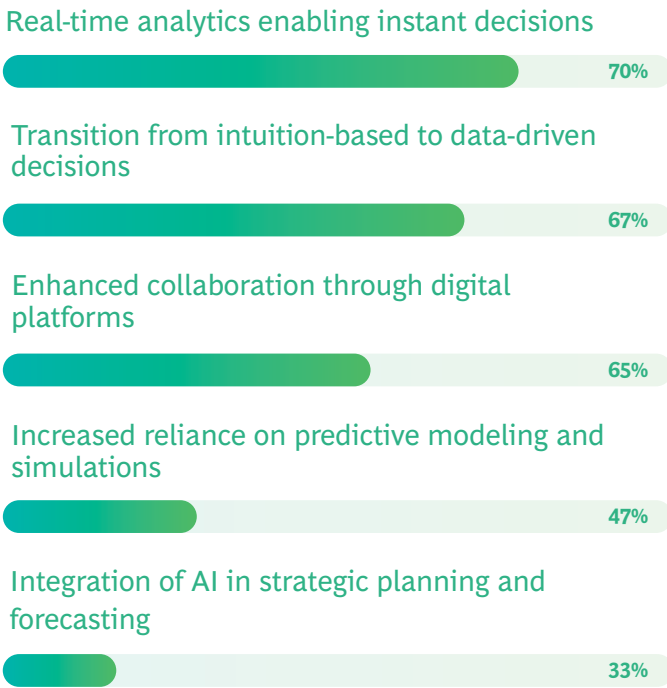 Real-time analytics enabling instant decisions
70%
Transition from intuition-based to data-driven
decisions
67%
Enhanced collaboration through digital
platforms
65%
Increased reliance on predictive modeling and
simulations
47%
Integration of AI in strategic planning and
forecasting
33%